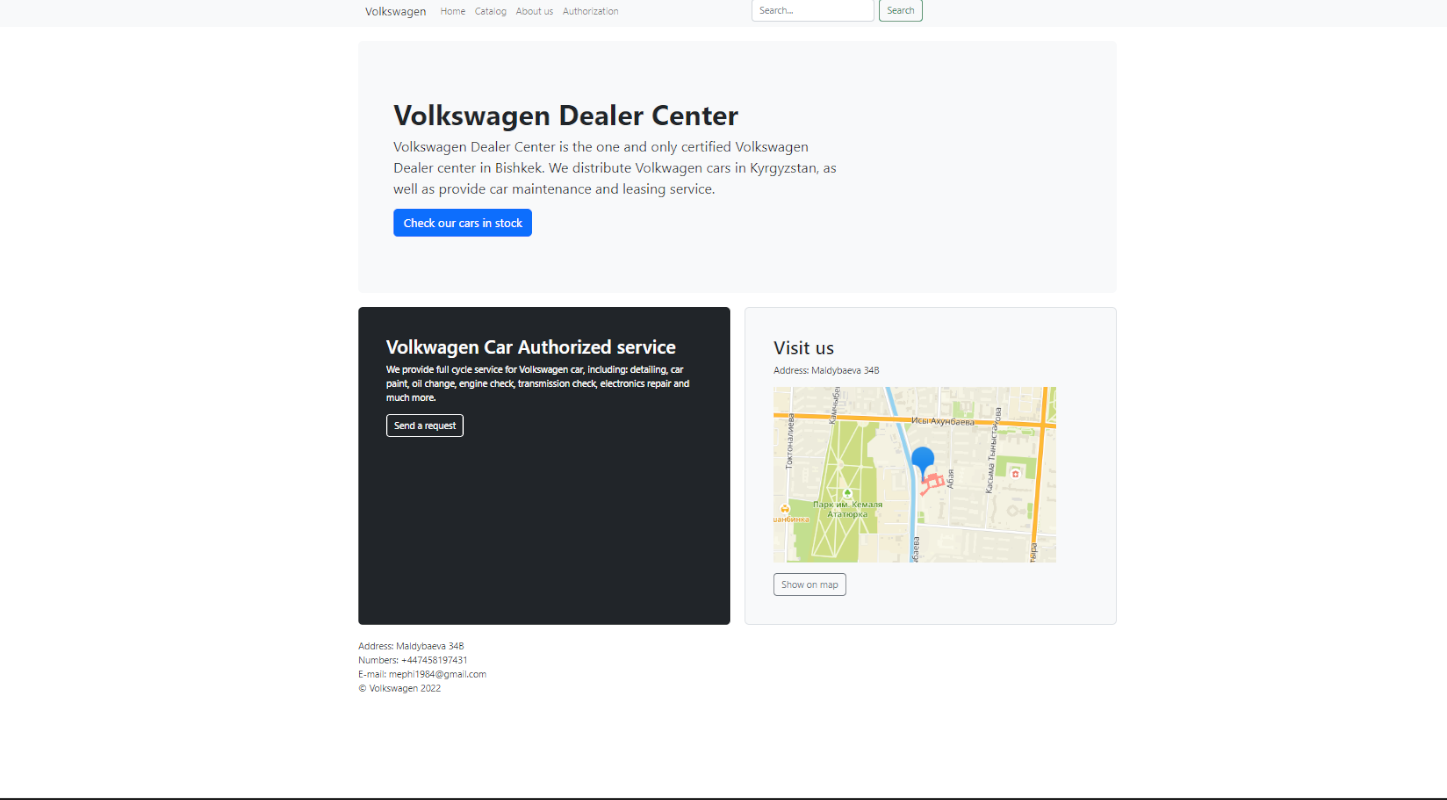 Volkswagen Home Catalog About us Authorization Search... Search
Volkswagen Dealer Center
Volkswagen Dealer Center is the one and only certified Volkswagen
Dealer center in Bishkek. We distribute Volkwagen cars in Kyrgyzstan, as
well as provide car maintenance and leasing service.
Check our cars in stock
Volkwagen Car Authorized service
We provide full cycle service for Volkswagen car, including: detailing, car
paint, oil change, engine check, transmission check, electronics repair and
much more.
Send a request
Visit us
Address: Maldybaeva 34B
Исы Ахунбаева
Токтоналиева
Касыма Тыныстанова
Абая
Парк им. Кемаля
Ататюрка
Show on map
Address: Maldybaeva 34B
Numbers: +447458197431
E-mail: mephi1984@gmail.com
© Volkswagen 2022